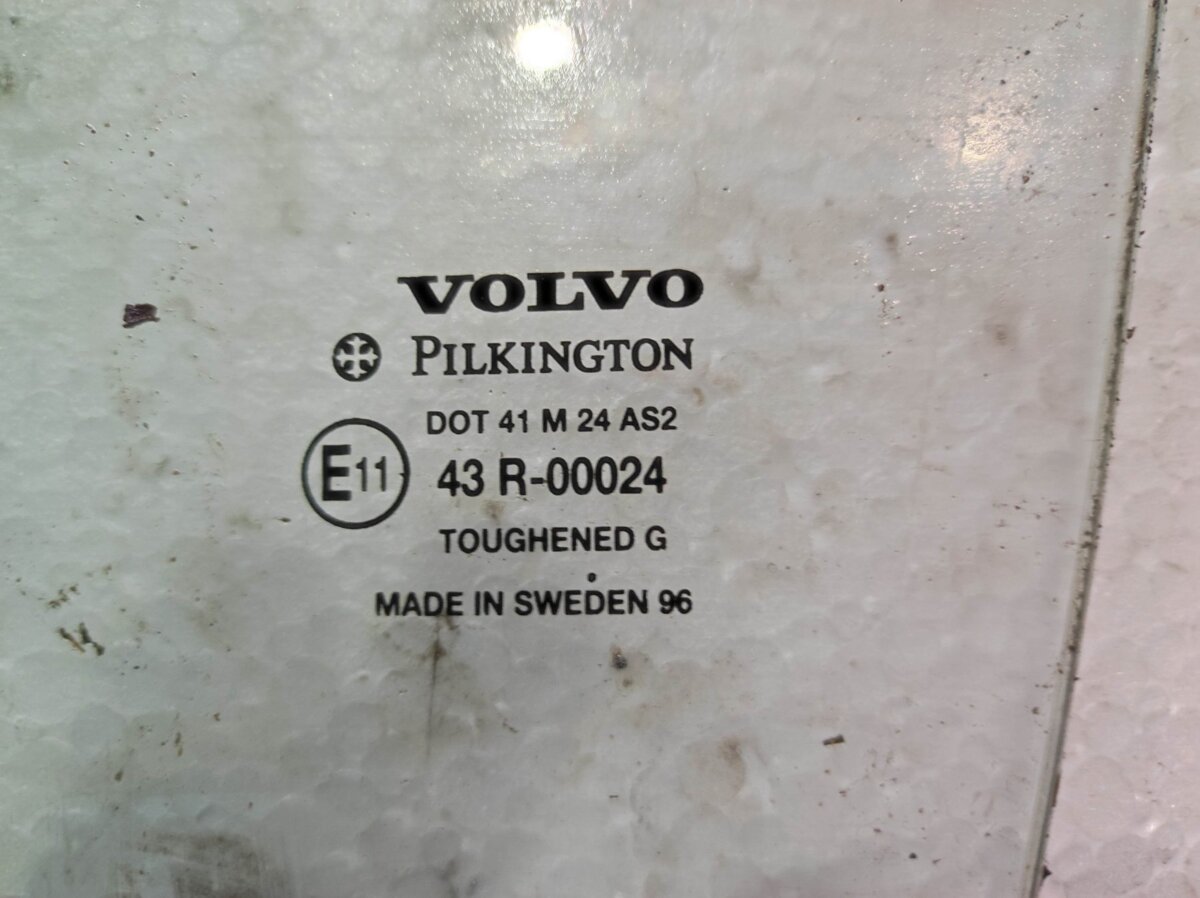 VOLVO
PILKINGTON
DOT 41 M 24 AS2
E11 43 R-00024
TOUGHENED G
MADE IN SWEDEN 96